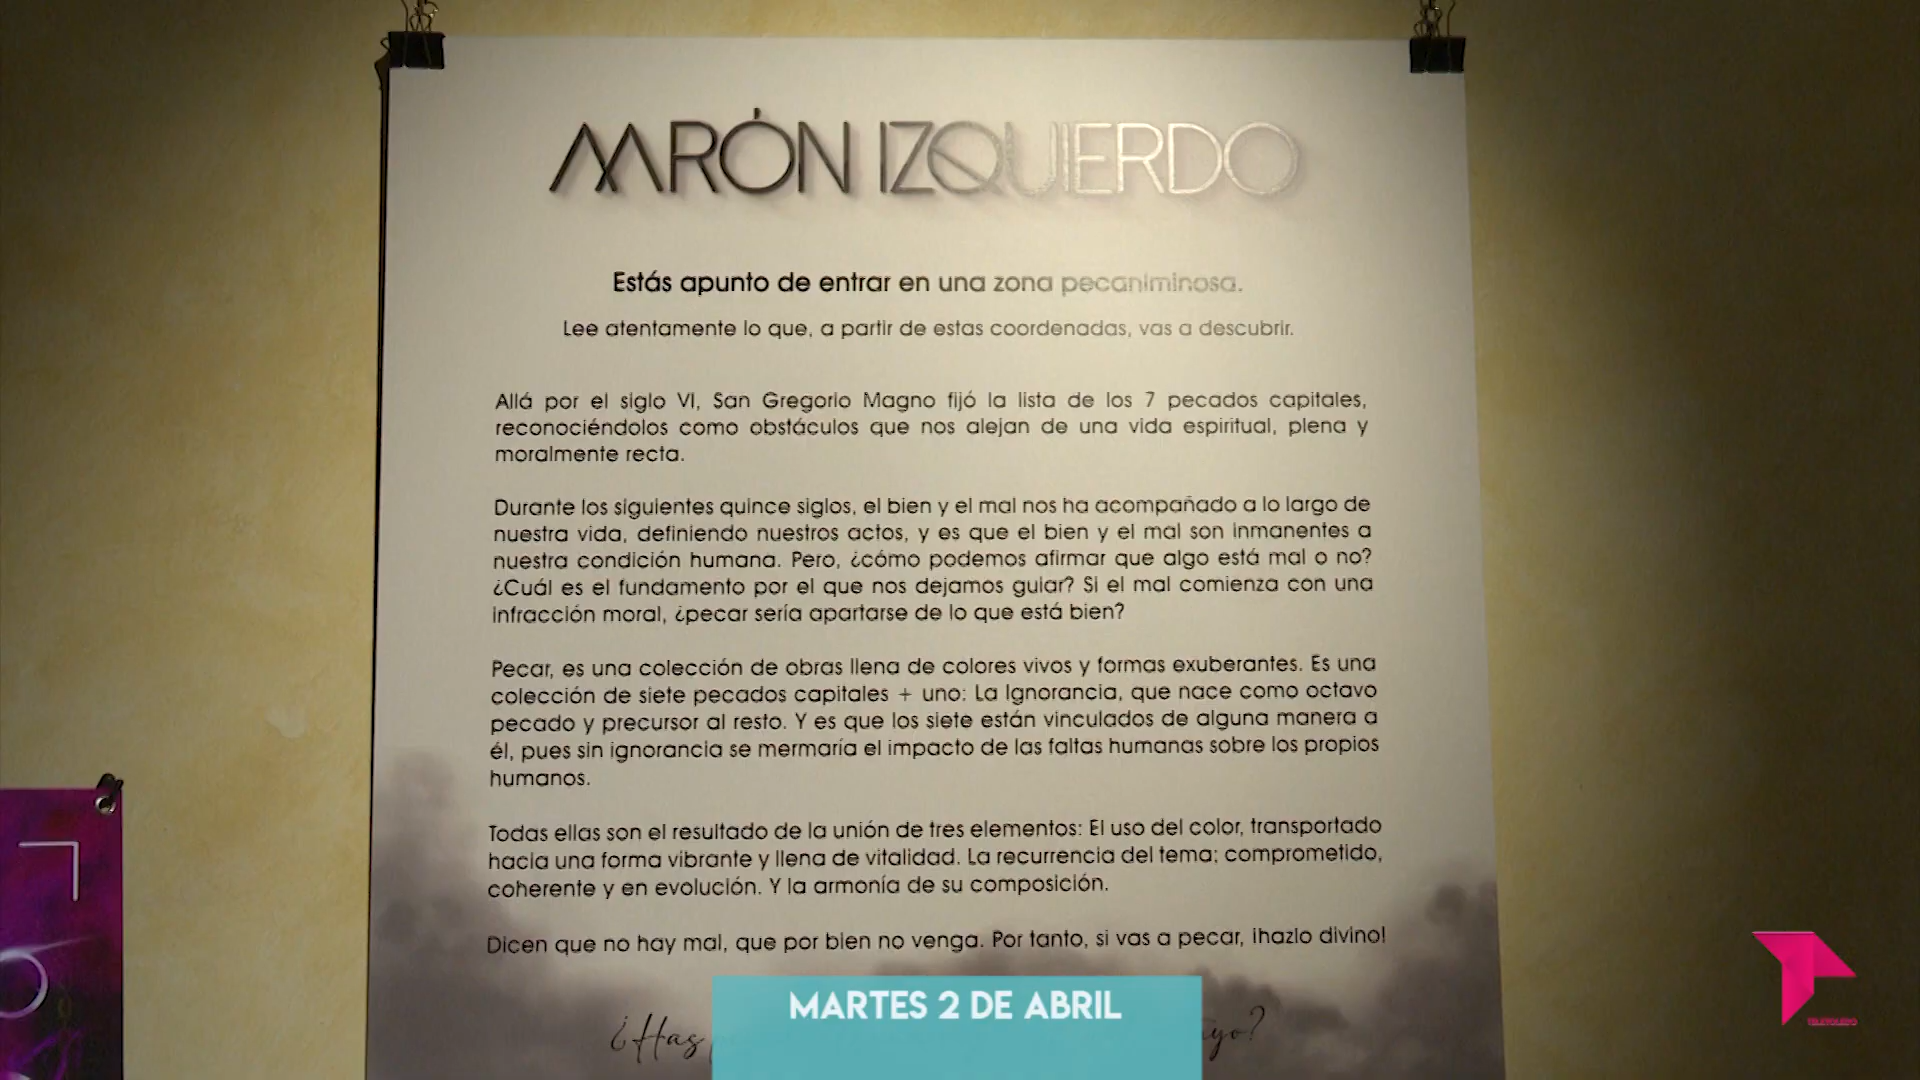 AARÓN IZQUIERDO
Estás apunto de entrar en una zona pecaniminosa.
Lee atentamente lo que, a partir de estas coordenadas, vas a descubrir.
Allá por el siglo VI, San Gregorio Magno fijó la lista de los 7 pecados capitales,
reconociéndolos como obstáculos que nos alejan de una vida espiritual, plena y
moralmente recta.
Durante los siguientes quince siglos, el bien y el mal nos ha acompañado a lo largo de
nuestra vida, definiendo nuestros actos, y es que el bien y el mal son inmanentes a
nuestra condición humana. Pero, ¿cómo podemos afirmar que algo está mal o no?
¿Cuál es el fundamento por el que nos dejamos guiar? Si el mal comienza con una
infracción moral, ¿pecar sería apartarse de lo que está bien?
Pecar, es una colección de obras llena de colores vivos y formas exuberantes. Es una
colección de siete pecados capitales + uno: La Ignorancia, que nace como octavo
pecado y precursor al resto. Y es que los siete están vinculados de alguna manera a
él, pues sin ignorancia se mermaría el impacto de las faltas humanas sobre los propios
humanos.
Todas ellas son el resultado de la unión de tres elementos: El uso del color, transportado
hacia una forma vibrante y llena de vitalidad. La recurrencia del tema; comprometido,
coherente y en evolución. Y la armonía de su composición.
Dicen que no hay mal, que por bien no venga. Por tanto, si vas a pecar, ¡hazlo divino!
¿Has
MARTES 2 DE ABRIL
TELETOLEDO